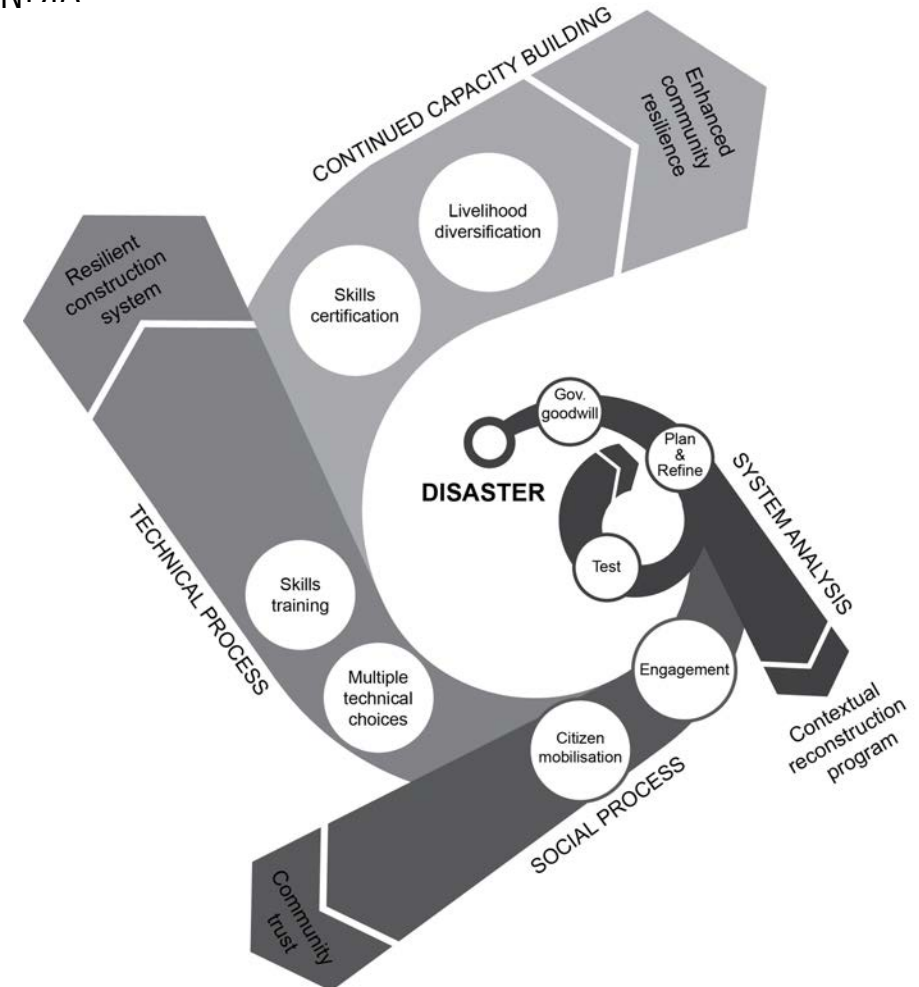 CONTINUED CAPACITY BUILDING
Enhanced
community
resilience
Livelihood
diversification
Skills
certification
Resilient
construction
system
Gov.
goodwill
Plan
&
Refine
DISASTER
SYSTEM ANALYSIS
Test
TECHNICAL PROCESS
Skills
training
Multiple
technical
choices
Engagement
Citizen
mobilisation
Contextual
reconstruction
program
SOCIAL PROCESS
Community
trust